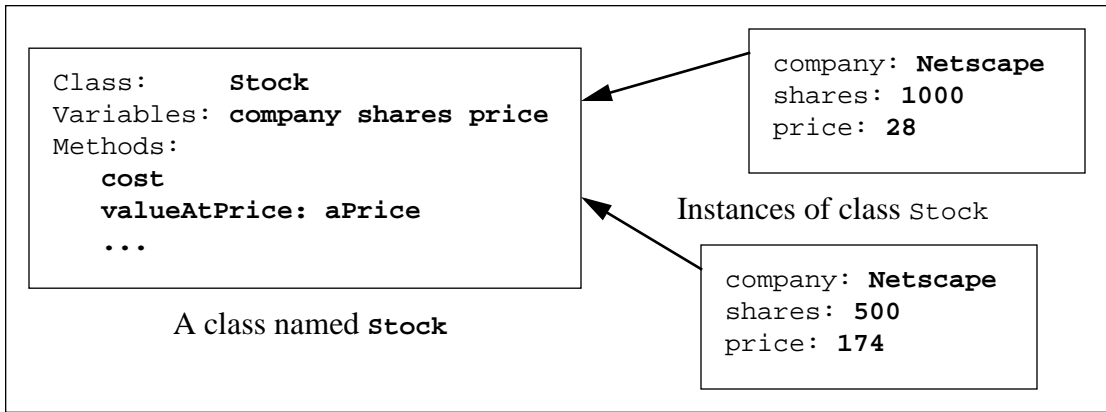 Class:     Stock
Variables: company shares price
Methods:
   cost
   valueAtPrice: aPrice
   ...
A class named Stock
company: Netscape
shares: 1000
price: 28
Instances of class Stock
company: Netscape
shares: 500
price: 174